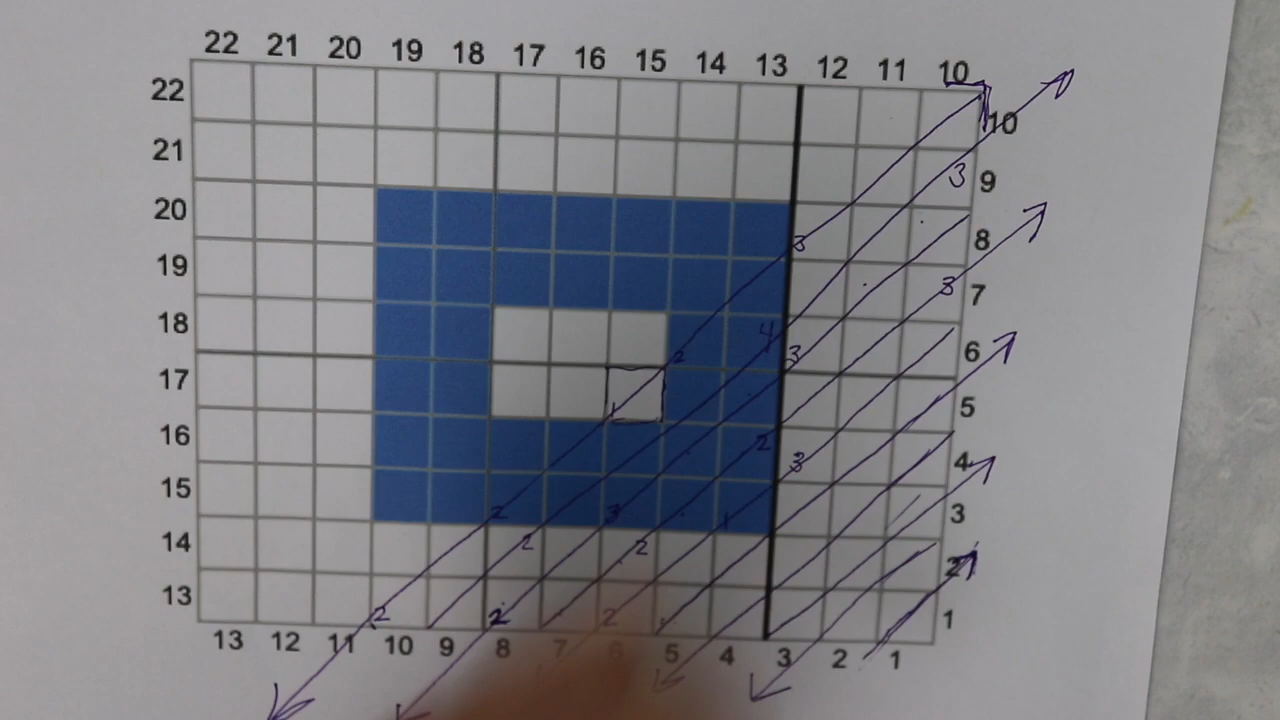 22 21 20 19 18 17 16 15 14 13 12 11 10
22 10
21 3 9
20 3 8
19 3 7
18 4 2 3 6
17 1 5
16 2 3 4
15 2 3 1 3
14 2 2 2
13 2 2 2 1
13 12 11 10 9 8 7 6 5 4 3 2 1